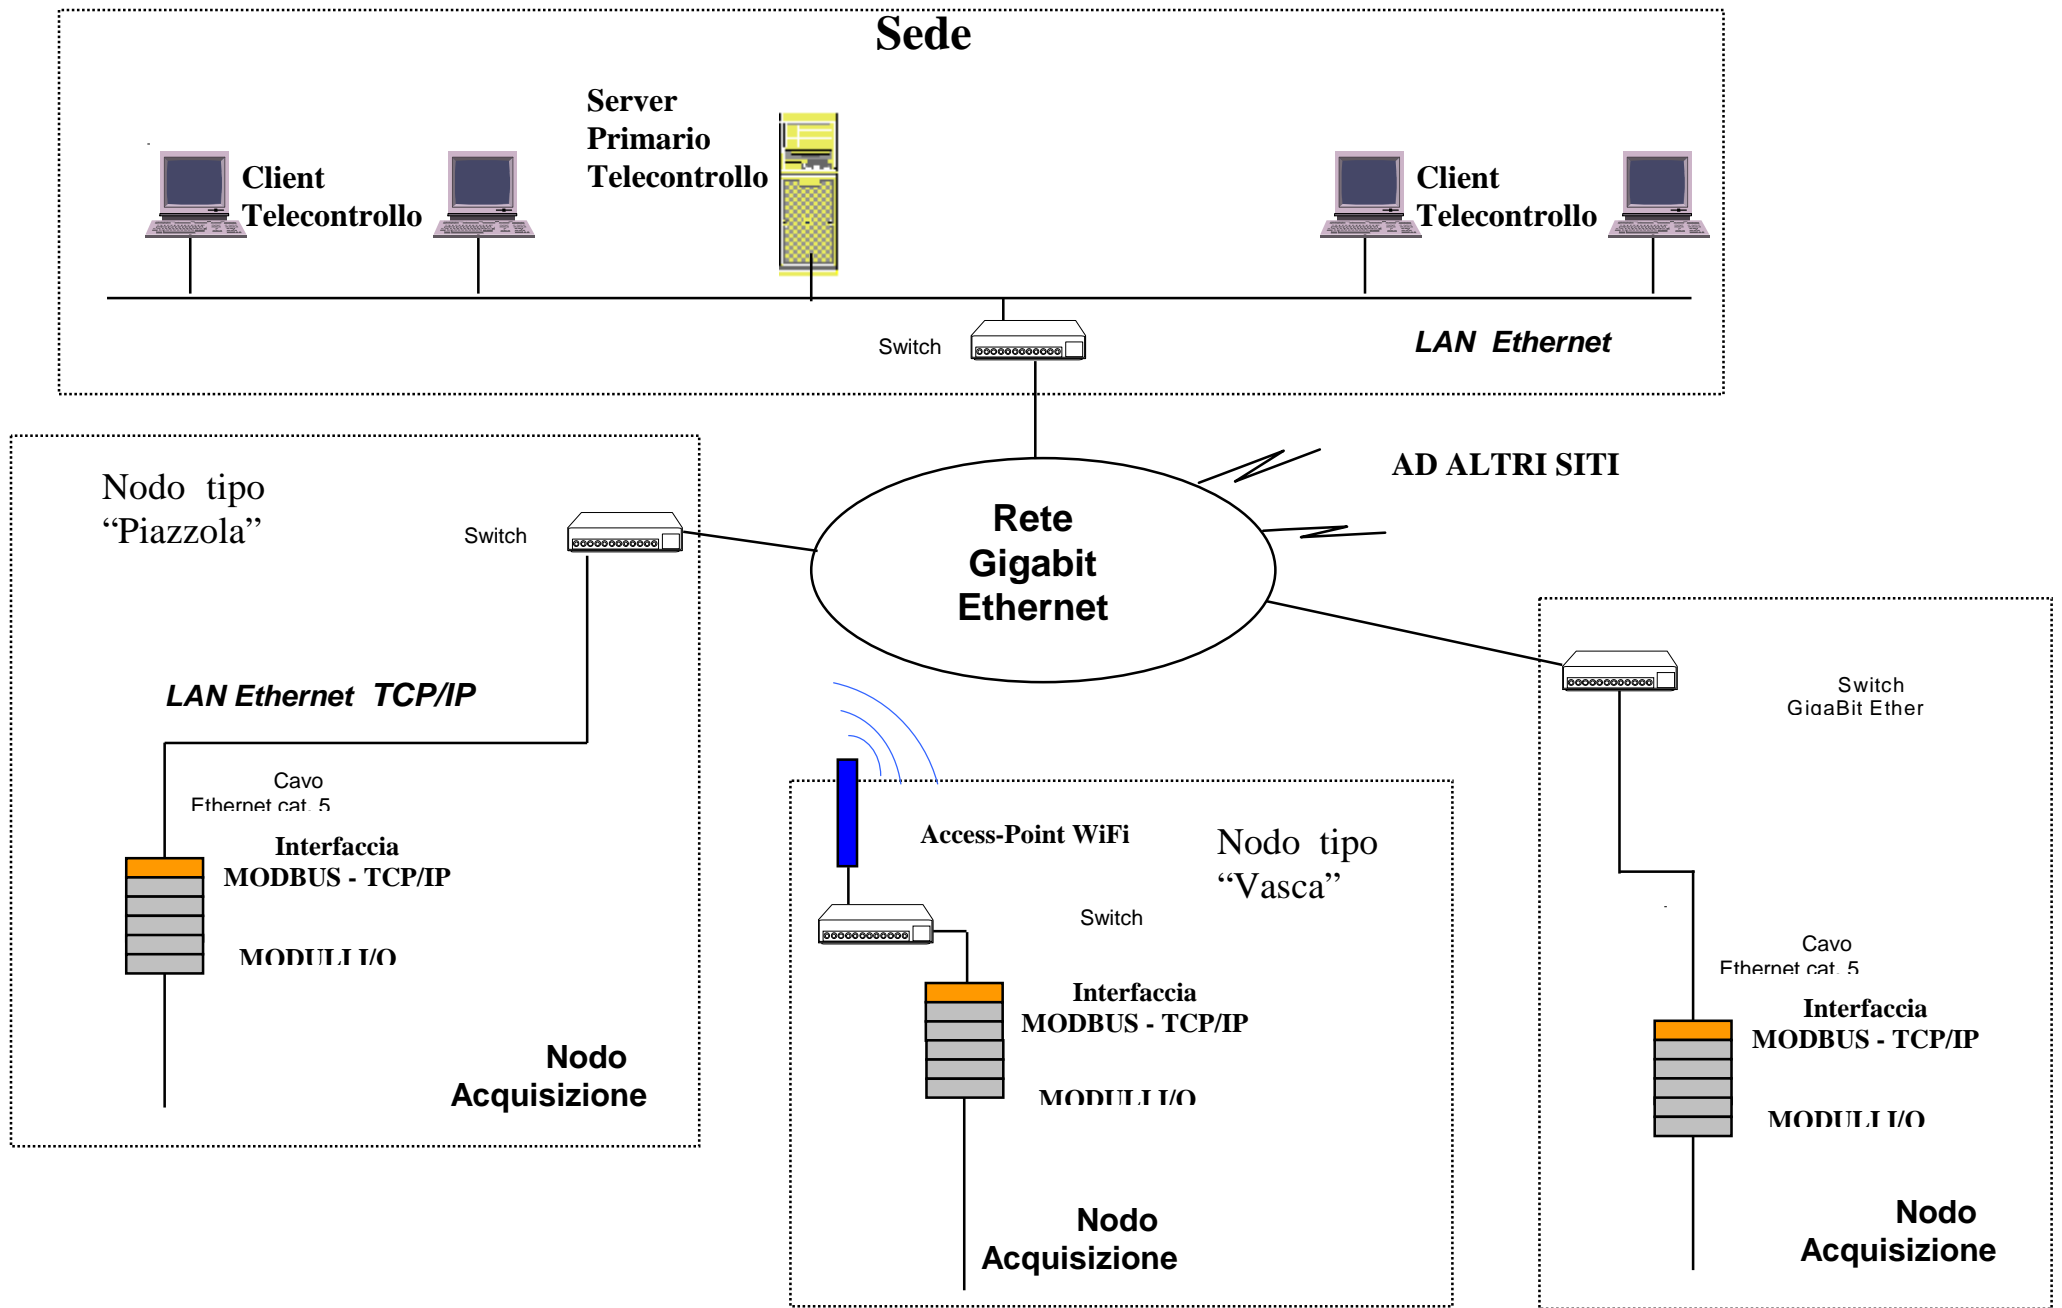 Sede
Server
Primario
Telecontrollo
Client
Telecontrollo
Client
Telecontrollo
Switch
LAN Ethernet
AD ALTRI SITI
Nodo tipo
“Piazzola”
Switch
Rete
Gigabit
Ethernet
LAN Ethernet TCP/IP
Switch
GigaBit Ether
Cavo
Ethernet cat. 5
Interfaccia
MODBUS - TCP/IP
MODULI I/O
Nodo
Acquisizione
Access-Point WiFi
Nodo tipo
“Vasca”
Switch
Interfaccia
MODBUS - TCP/IP
MODULI I/O
Nodo
Acquisizione
Cavo
Ethernet cat. 5
Interfaccia
MODBUS - TCP/IP
MODULI I/O
Nodo
Acquisizione